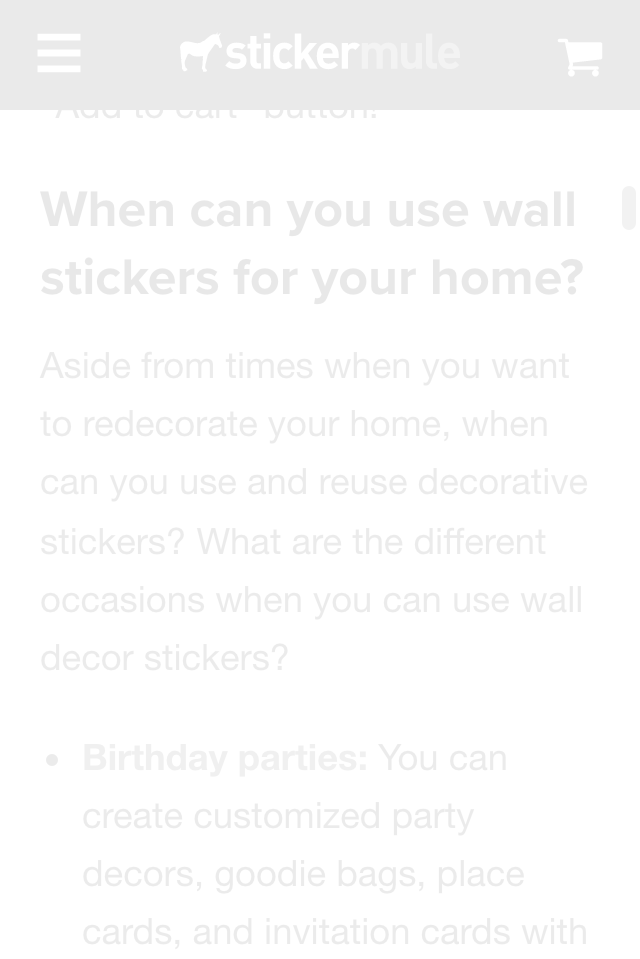 stickermule
"Add to cart" button!
When can you use wall
stickers for your home?
Aside from times when you want
to redecorate your home, when
can you use and reuse decorative
stickers? What are the different
occasions when you can use wall
decor stickers?
• Birthday parties: You can
create customized party
decors, goodie bags, place
cards, and invitation cards with